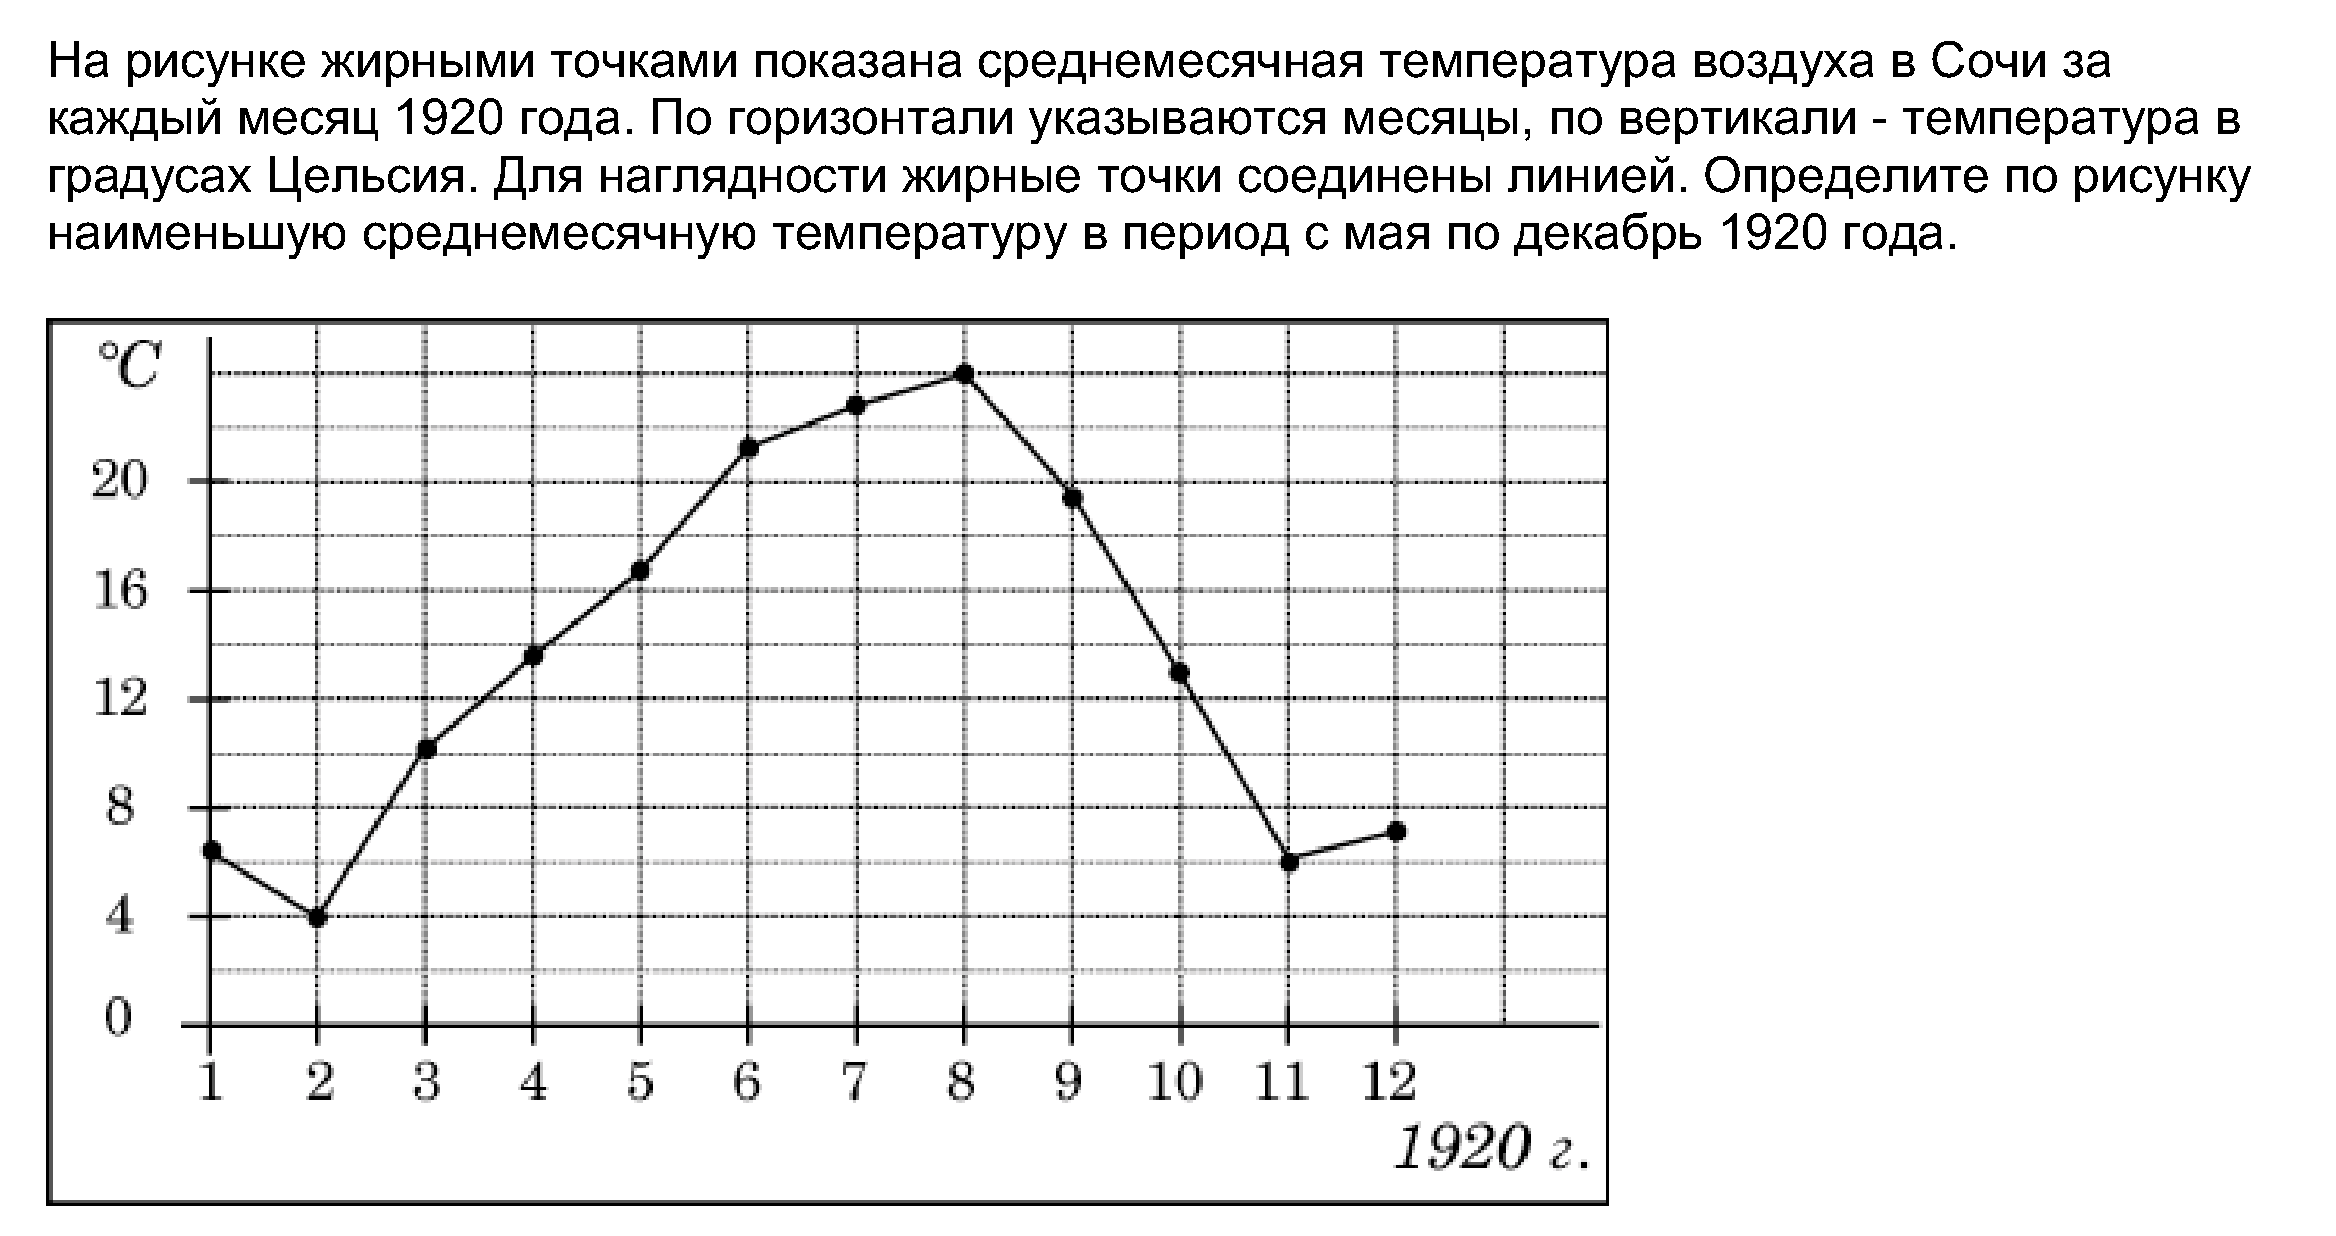 На рисунке жирными точками показана среднемесячная температура воздуха в Сочи за
каждый месяц 1920 года. По горизонтали указываются месяцы, по вертикали - температура в
градусах Цельсия. Для наглядности жирные точки соединены линией. Определите по рисунку
наименьшую среднемесячную температуру в период с мая по декабрь 1920 года.
°C
20
16
12
8
4
0
1 2 3 4 5 6 7 8 9 10 11 12
1920 г.